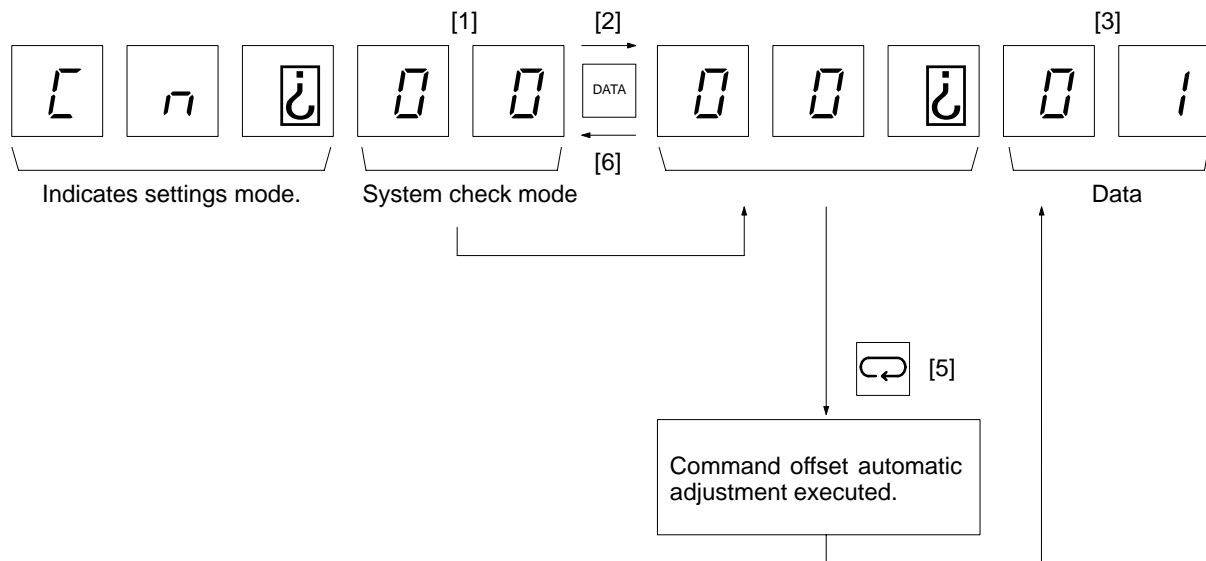 [1] [2] [3]
C n ¿ 0 0 DATA 0 0 ¿ 0 1
[6]
Indicates settings mode. System check mode Data
[5]
Command offset automatic
adjustment executed.